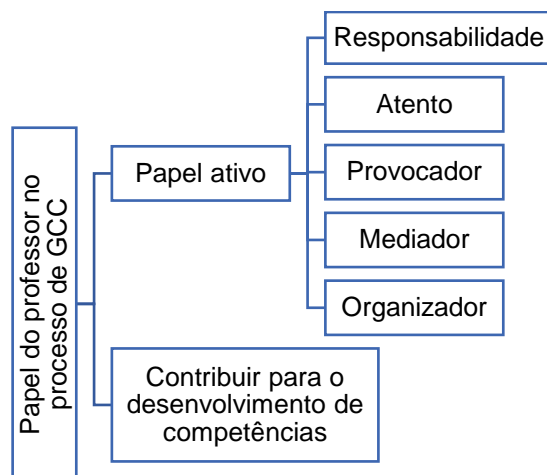 Papel do professor no
processo de GCC
Papel ativo
Responsabilidade
Atento
Provocador
Mediador
Organizador
Contribuir para o
desenvolvimento de
competências